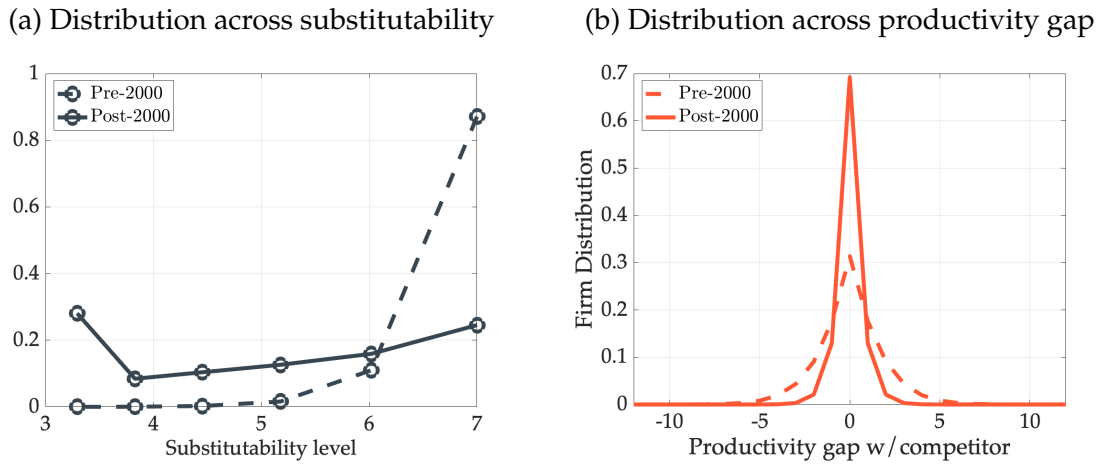 (a) Distribution across substitutability
1
0.8
0.6
0.4
0.2
0
3
4
5
6
7
Pre-2000
Post-2000
Substitutability level
(b) Distribution across productivity gap
Firm Distribution
0.7
0.6
0.5
0.4
0.3
0.2
0.1
0
-10
-5
0
5
10
Pre-2000
Post-2000
Productivity gap w/competitor